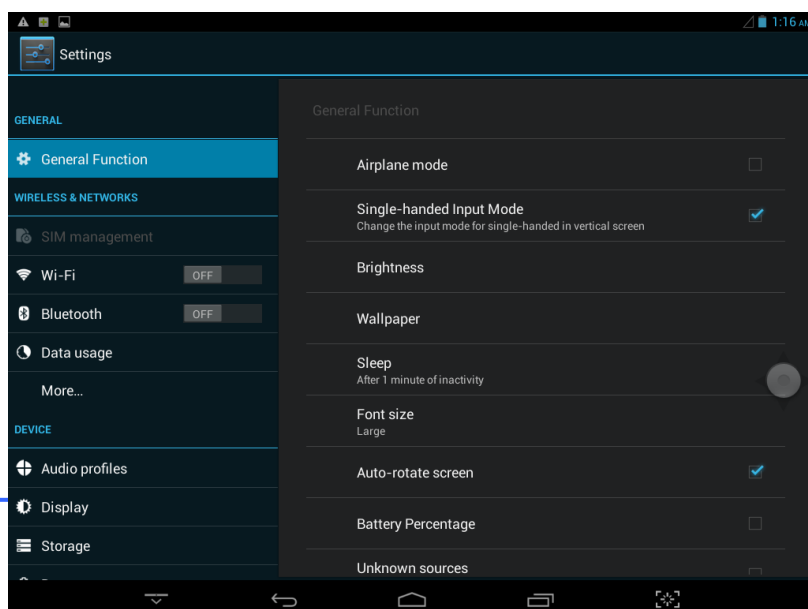 1:16 AM
Settings
GENERAL
General Function
WIRELESS & NETWORKS
SIM management
Wi-Fi
OFF
Bluetooth
OFF
Data usage
More...
DEVICE
Audio profiles
Display
Storage
General Function
Airplane mode
Single-handed Input Mode
Change the input mode for single-handed in vertical screen
Brightness
Wallpaper
Sleep
After 1 minute of inactivity
Font size
Large
Auto-rotate screen
Battery Percentage
Unknown sources